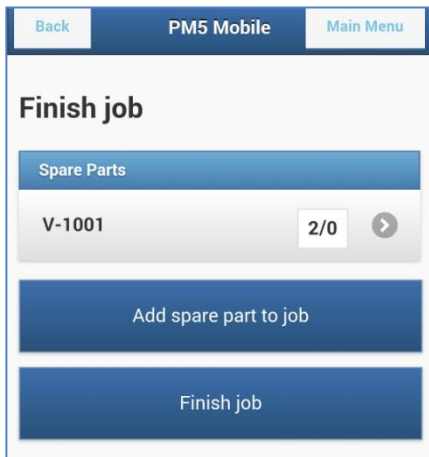 Back PM5 Mobile Main Menu
Finish job
Spare Parts
V-1001 2/0
Add spare part to job
Finish job